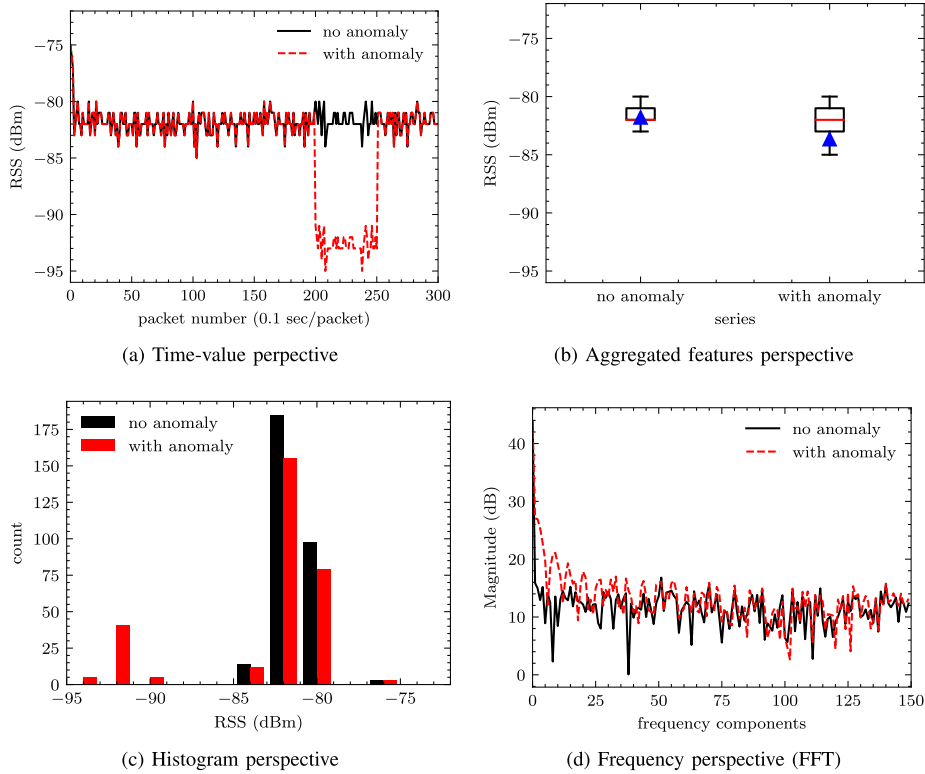 no anomaly
with anomaly
−75
−80
−85
−90
−95
RSS (dBm)
0 50 100 150 200 250 300
packet number (0.1 sec/packet)
(a) Time-value perpective
−75
−80
−85
−90
−95
RSS (dBm)
no anomaly with anomaly
series
(b) Aggregated features perspective
no anomaly
with anomaly
175
150
125
100
75
50
25
0
count
−95 −90 −85 −80 −75
RSS (dBm)
(c) Histogram perspective
no anomaly
with anomaly
40
30
20
10
0
Magnitude (dB)
0 25 50 75 100 125 150
frequency components
(d) Frequency perspective (FFT)